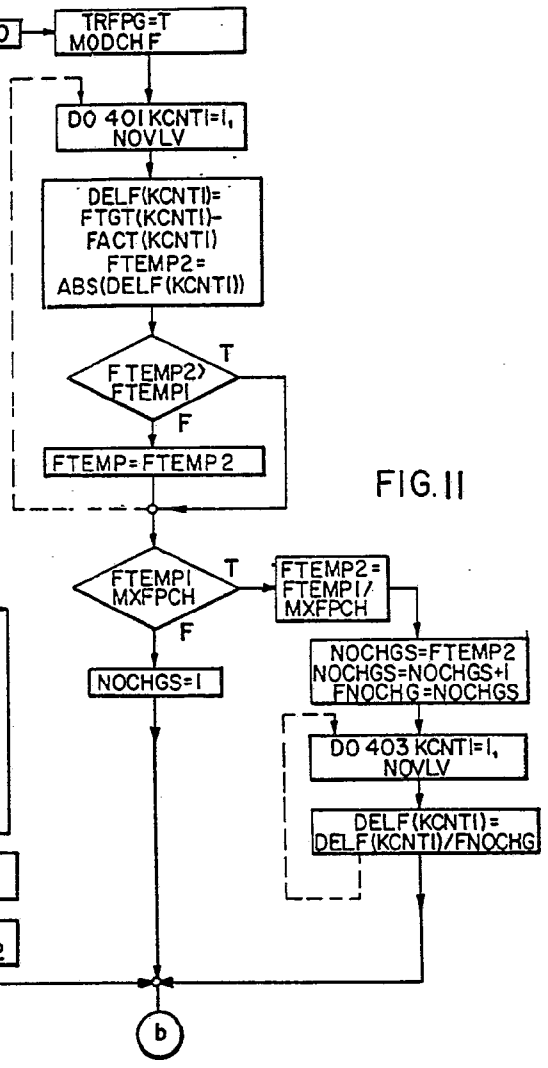 0
TRFPG=T
MODCHF
DO 401 KCNT1=1,
NOVLV
DELF(KCNT1)=
FTGT(KCNT1)-
FACT(KCNT1)
FTEMP2=
ABS(DELF(KCNT1))
T
FTEMP2>
FTEMP1
F
FTEMP=FTEMP2
FIG.11
FTEMP1
MXFPCH
T
F
FTEMP2=
FTEMP1/
MXFPCH
NOCHGS=1
NOCHGS=FTEMP2
NOCHGS=NOCHGS+1
FNOCHG=NOCHGS
DO 403 KCNT1=1,
NOVLV
DELF(KCNT1)=
DELF(KCNT1)/FNOCHG
2
b